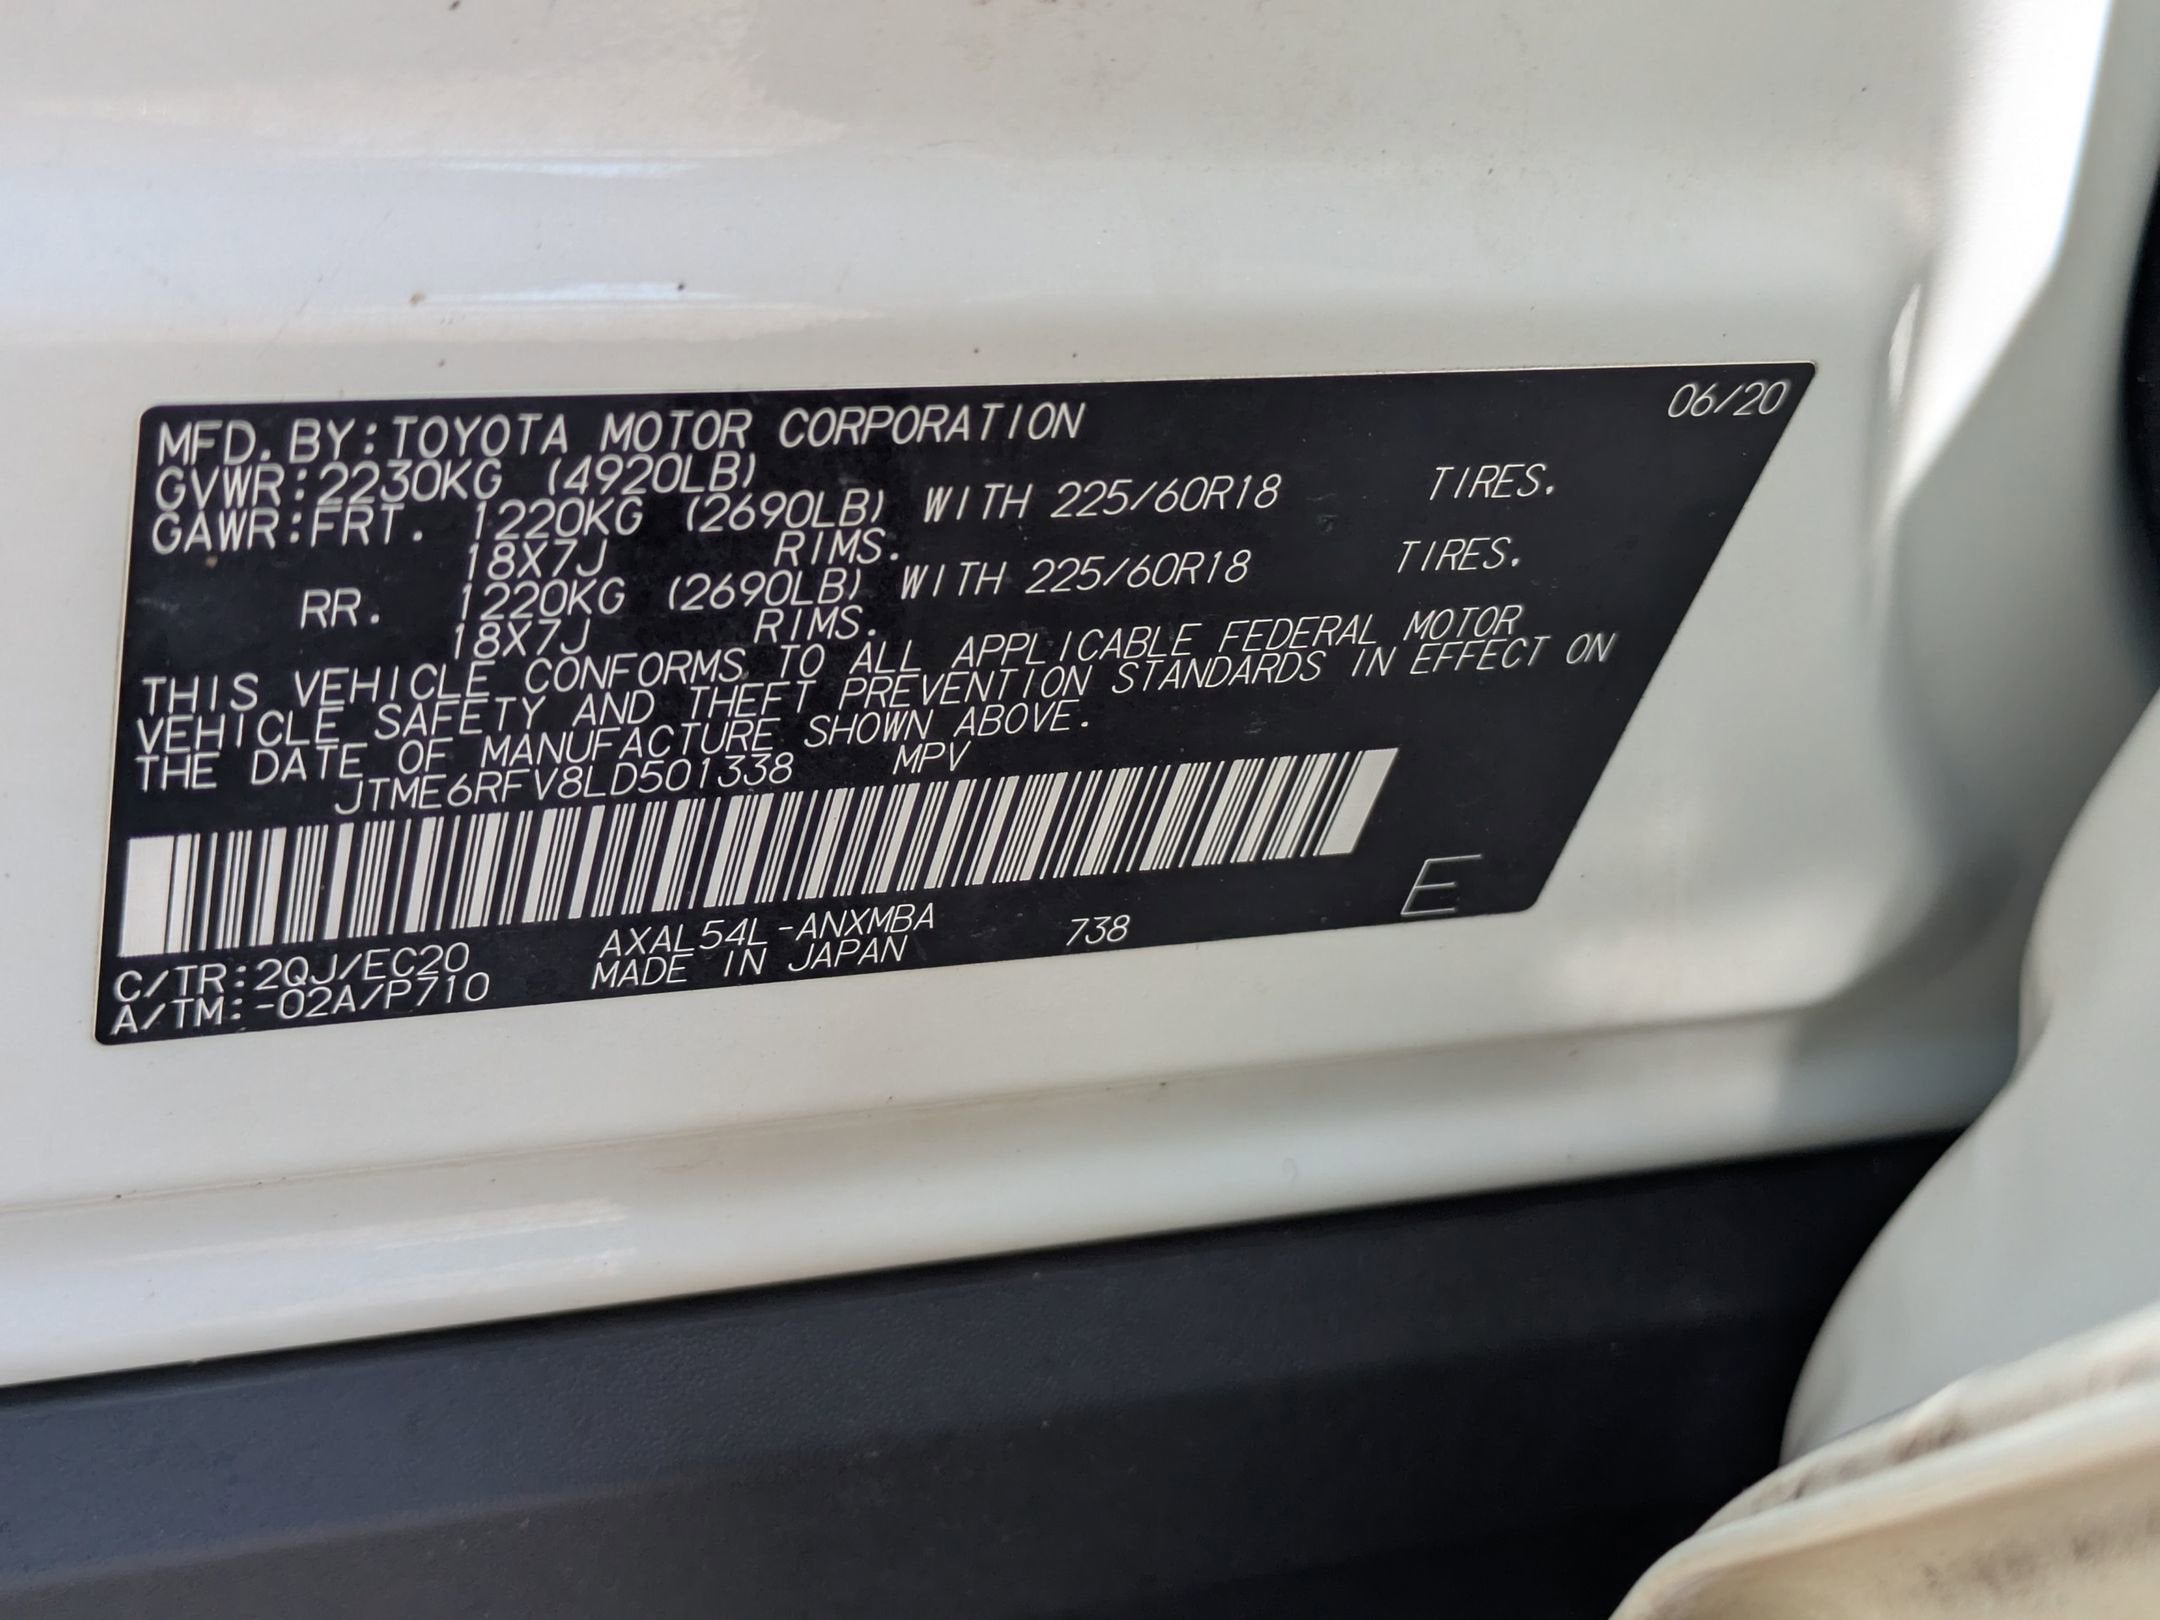 06/20
MFD. BY:TOYOTA MOTOR CORPORATION
GVWR:2230KG (4920LB)
GAWR:FRT. 1220KG (2690LB) WITH 225/60R18 TIRES.
18X7J RIMS.
RR. 1220KG (2690LB) WITH 225/60R18 TIRES.
18X7J RIMS.
THIS VEHICLE CONFORMS TO ALL APPLICABLE FEDERAL MOTOR
VEHICLE SAFETY AND THEFT PREVENTION STANDARDS IN EFFECT ON
THE DATE OF MANUFACTURE SHOWN ABOVE.
JTME6RFV8LD501338 MPV
E
C/TR:2QJ/EC20 AXAL54L-ANXMBA 738
A/TM:-02A/P710 MADE IN JAPAN